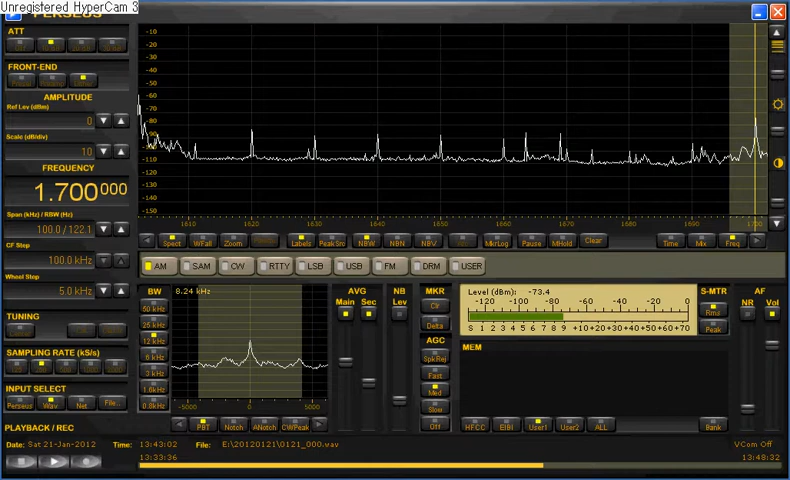 Unregistered HyperCam 3
PERSEUS
ATT
FRONT-END
AMPLITUDE
Ref Lev (dBm)
0
Scale (dB/div)
10
FREQUENCY
1.700000
Span (kHz) / RBW (Hz)
100.0 / 122.1
CF Step
100.0 kHz
Wheel Step
5.0 kHz
TUNING
SAMPLING RATE (kS/s)
INPUT SELECT
Perseus Wav Net File..
-10
-20
-30
-40
-50
-60
-70
-80
-90
-100
-110
-120
-130
-140
-150
1610 1620 1630 1640 1650 1660 1670 1680 1690 1700
Spect WFall Zoom Labels PeakSrc NBW NBN NBV MkrLog Pause MHold Clear Time Mix Freq
AM SAM CW RTTY LSB USB FM DRM USER
BW
50 kHz
25 kHz
12 kHz
6 kHz
3 kHz
1.6kHz
0.8kHz
8.24 kHz
-5000 0 5000
PBT Notch ANotch CWPeak
AVG
Main Sec
NB
Lev
MKR
Clr
Delta
AGC
SpkRej
Fast
Med
Slow
Off
Level (dBm): -73.4
-120 -100 -80 -60 -40 -20 0
S 1 2 3 4 5 6 7 8 9 +10 +20 +30 +40 +50 +60 +70
S-MTR
Rms
Peak
AF
NR Vol
MEM
HFCC EIBI User1 User2 ALL Bank
PLAYBACK / REC
Date: Sat 21-Jan-2012 Time: 13:43:02 File: E:\20120121\0121_000.wav VCom Off
13:33:36 13:48:32